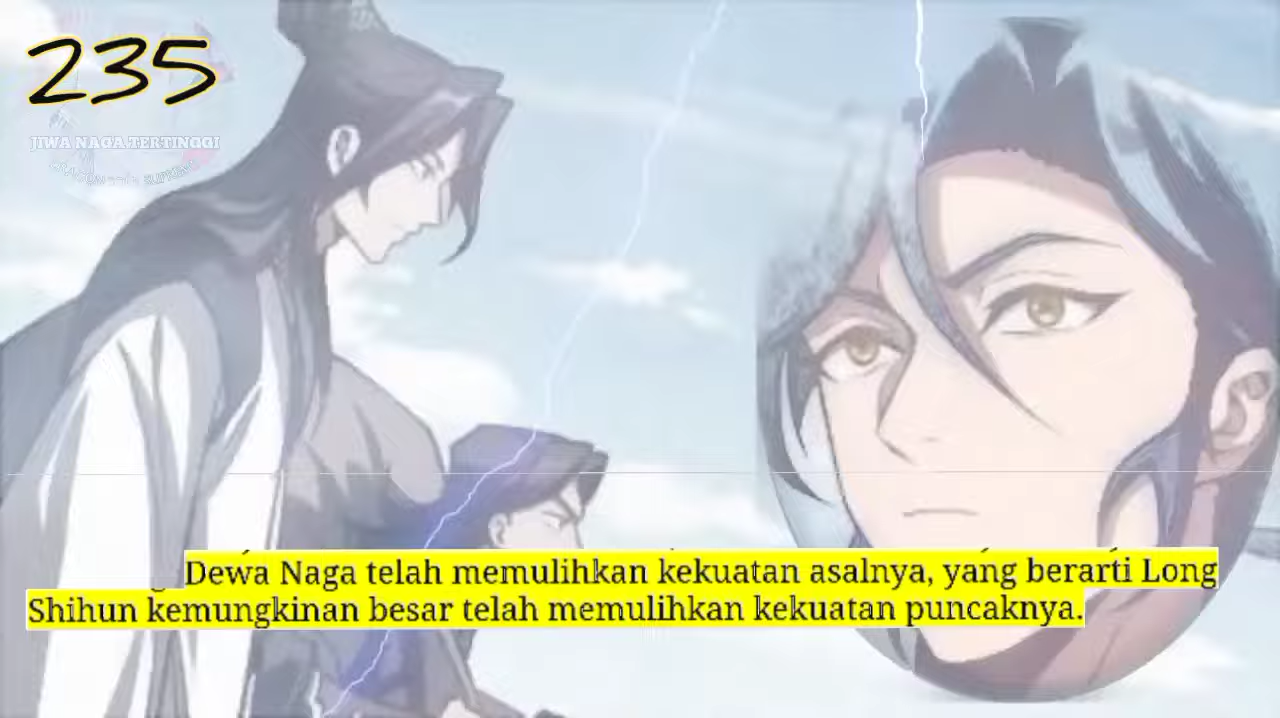 235
JIWA NAGA TERTINGGI
Dewa Naga telah memulihkan kekuatan asalnya, yang berarti Long
Shihun kemungkinan besar telah memulihkan kekuatan puncaknya.